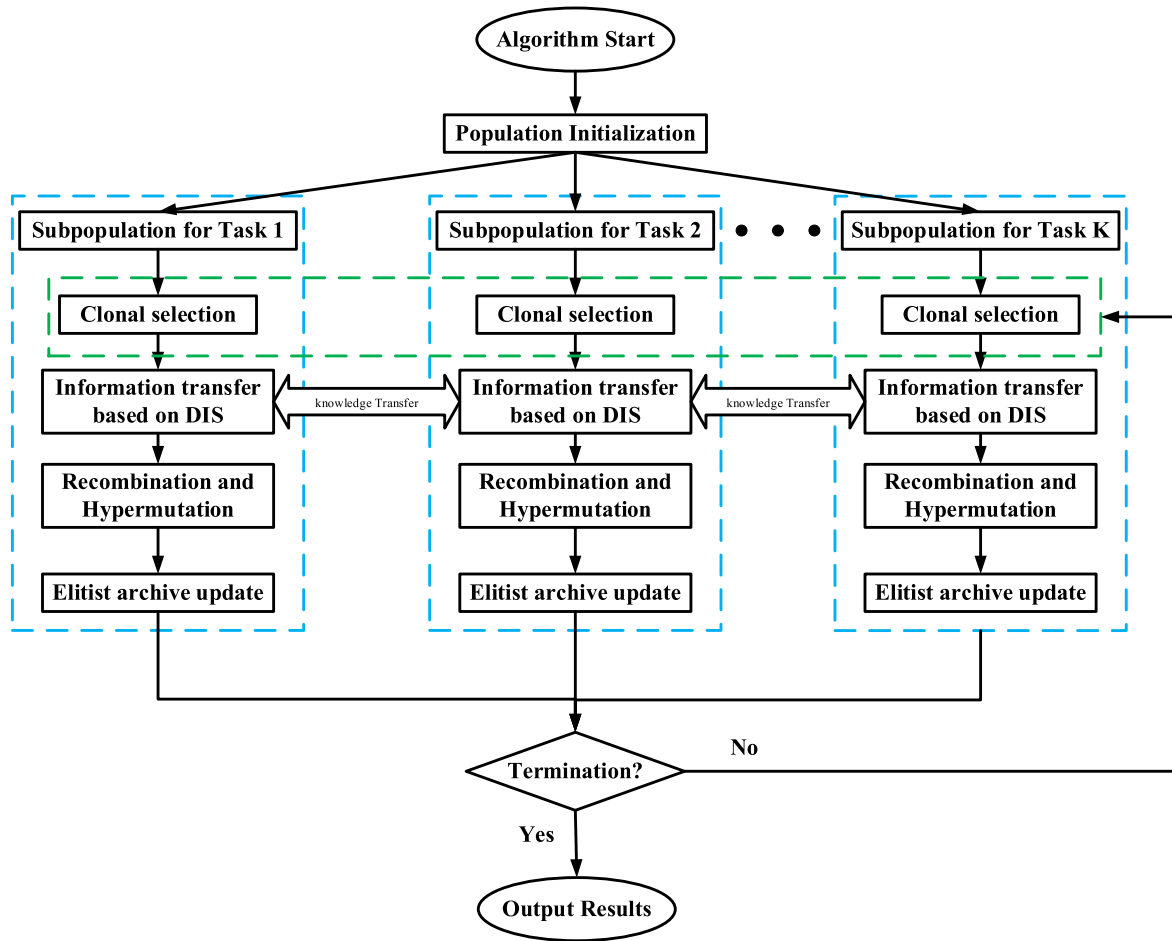 Algorithm Start
Population Initialization
Subpopulation for Task 1
Subpopulation for Task 2
Subpopulation for Task K
Clonal selection
Clonal selection
Clonal selection
Information transfer
based on DIS
knowledge Transfer
Information transfer
based on DIS
knowledge Transfer
Information transfer
based on DIS
Recombination and
Hypermutation
Recombination and
Hypermutation
Recombination and
Hypermutation
Elitist archive update
Elitist archive update
Elitist archive update
Termination?
No
Yes
Output Results